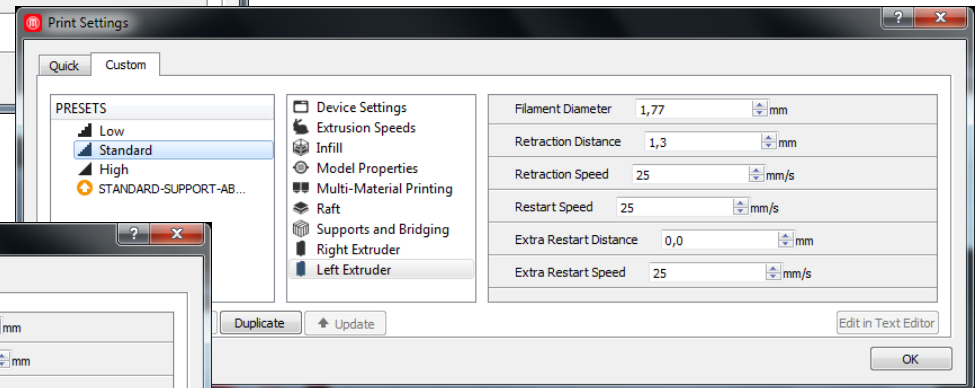 Print Settings
Quick Custom
PRESETS
Low
Standard
High
STANDARD-SUPPORT-AB...
Device Settings
Extrusion Speeds
Infill
Model Properties
Multi-Material Printing
Raft
Supports and Bridging
Right Extruder
Left Extruder
Filament Diameter 1,77 mm
Retraction Distance 1,3 mm
Retraction Speed 25 mm/s
Restart Speed 25 mm/s
Extra Restart Distance 0,0 mm
Extra Restart Speed 25 mm/s
Duplicate Update Edit in Text Editor
OK
mm
mm